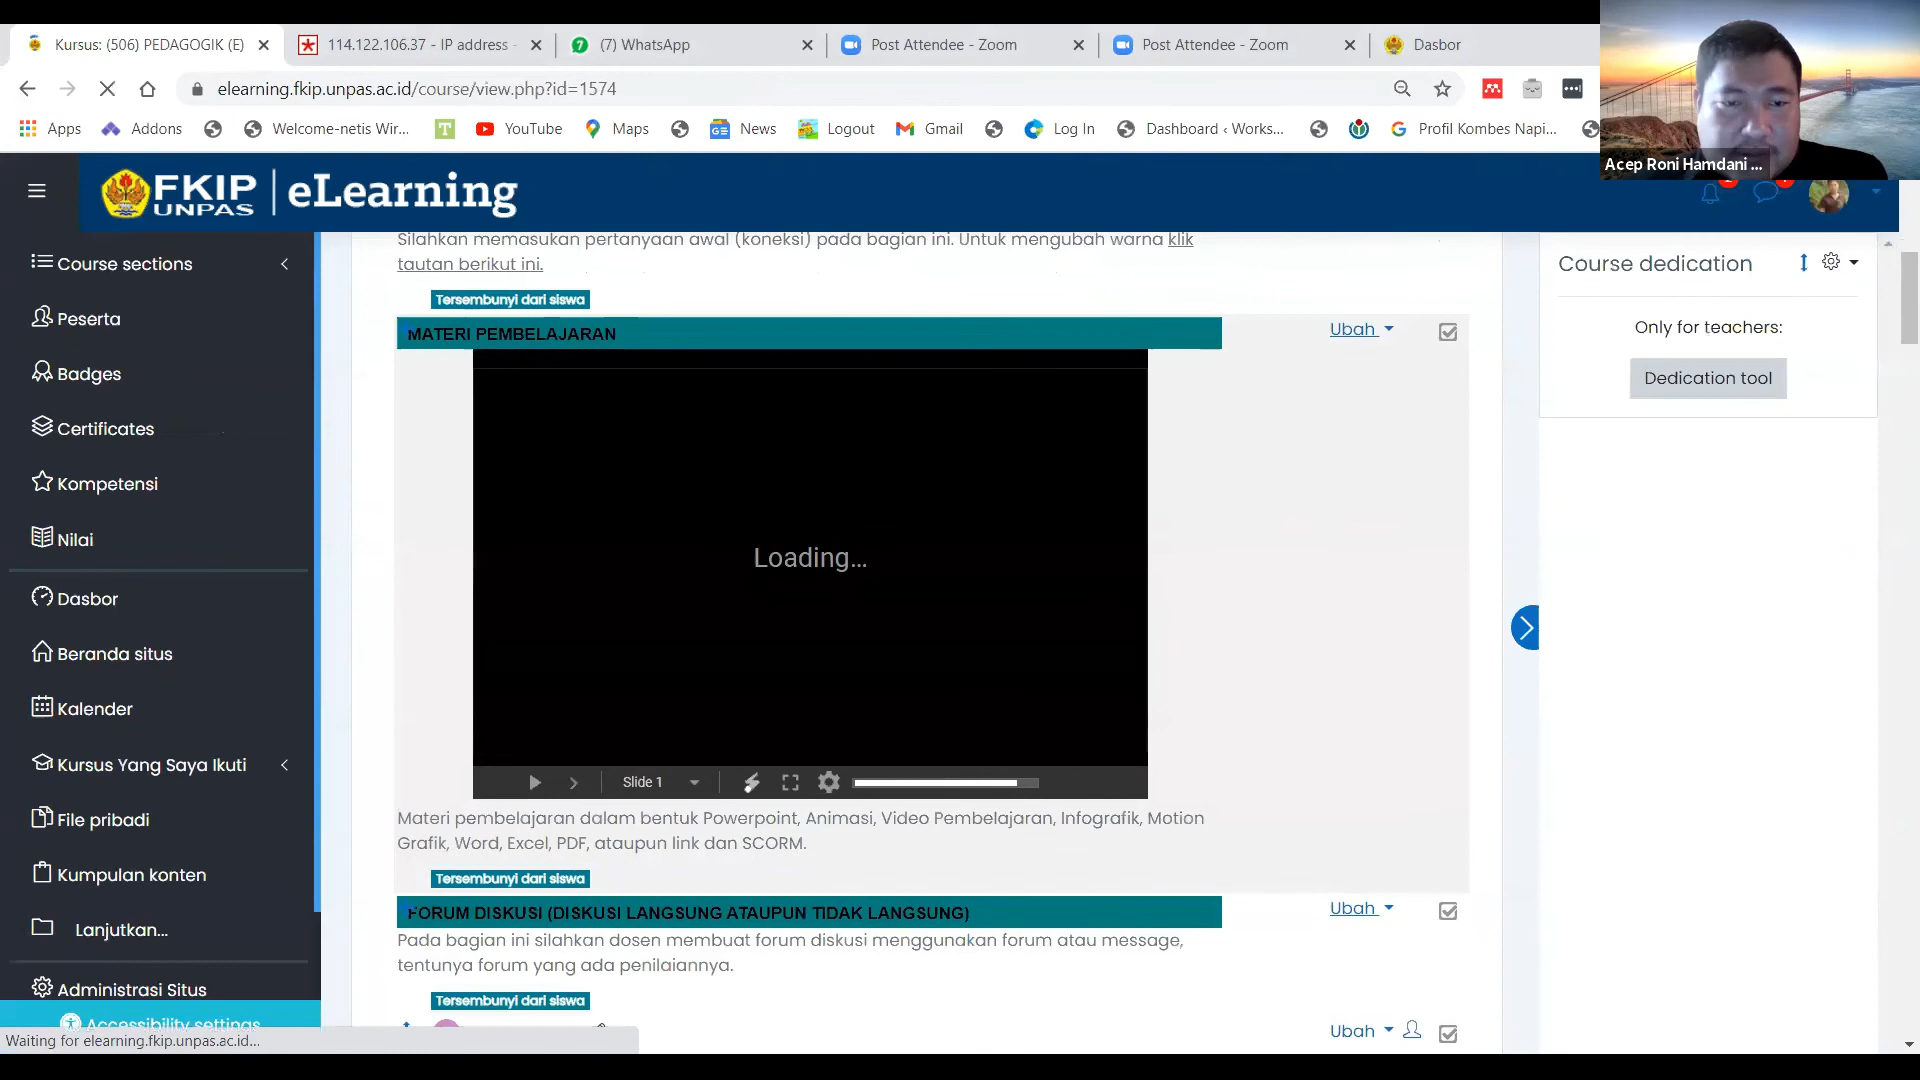 Kursus: (506) PEDAGOGIK (E)
114.122.106.37 - IP address
(7) WhatsApp
Post Attendee - Zoom
Post Attendee - Zoom
Dasbor
elearning.fkip.unpas.ac.id/course/view.php?id=1574
Apps
Addons
Welcome-netis Wir...
YouTube
Maps
News
Logout
Gmail
Log In
Dashboard ‹ Works...
Profil Kombes Napi...
Acep Roni Hamdani ...
FKIP UNPAS | eLearning
Course sections
Peserta
Badges
Certificates
Kompetensi
Nilai
Dasbor
Beranda situs
Kalender
Kursus Yang Saya Ikuti
File pribadi
Kumpulan konten
Lanjutkan...
Administrasi Situs
Accessibility settings
Waiting for elearning.fkip.unpas.ac.id...
Silahkan memasukan pertanyaan awal (koneksi) pada bagian ini. Untuk mengubah warna klik
tautan berikut ini.
Tersembunyi dari siswa
MATERI PEMBELAJARAN
Ubah
Loading...
Slide 1
Materi pembelajaran dalam bentuk Powerpoint, Animasi, Video Pembelajaran, Infografik, Motion
Grafik, Word, Excel, PDF, ataupun link dan SCORM.
Tersembunyi dari siswa
FORUM DISKUSI (DISKUSI LANGSUNG ATAUPUN TIDAK LANGSUNG)
Ubah
Pada bagian ini silahkan dosen membuat forum diskusi menggunakan forum atau message,
tentunya forum yang ada penilaiannya.
Tersembunyi dari siswa
Ubah
Course dedication
Only for teachers:
Dedication tool